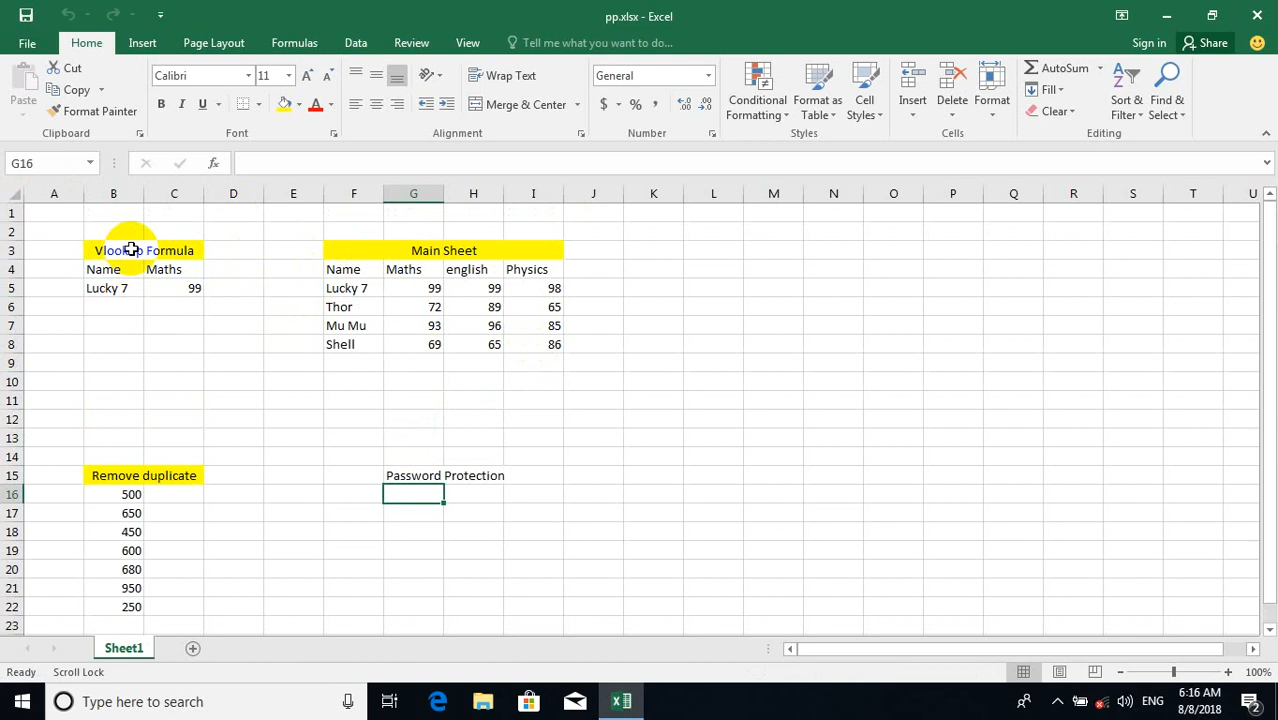 pp.xlsx - Excel
File Home Insert Page Layout Formulas Data Review View Tell me what you want to do... Sign in Share
Paste Cut Copy Format Painter Clipboard
Calibri 11 B I U A A A Font
Wrap Text Merge & Center Alignment
General $ % , Number
Conditional Formatting Format as Table Cell Styles Styles
Insert Delete Format Cells
AutoSum Fill Clear Sort & Filter Find & Select Editing
G16 fx
A B C D E F G H I J K L M N O P Q R S T U
1
2
3 Vlookup Formula Main Sheet
4 Name Maths Name Maths english Physics
5 Lucky 7 99 Lucky 7 99 99 98
6 Thor 72 89 65
7 Mu Mu 93 96 85
8 Shell 69 65 86
9
10
11
12
13
14
15 Remove duplicate Password Protection
16 500
17 650
18 450
19 600
20 680
21 950
22 250
23
Sheet1
Ready Scroll Lock 100%
Type here to search ENG 6:16 AM
8/8/2018 2